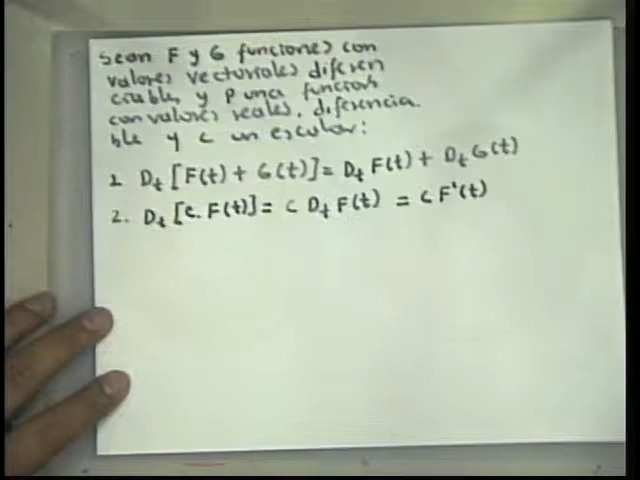 Sean F y G funciones con
valores vectoriales diferen
ciable, y p una funcion
con valores reales, diferencia.
ble y c un escalar:
1. Dt [F(t) + G(t)] = Dt F(t) + Dt G(t)
2. Dt [c. F(t)] = c Dt F(t) = c F'(t)